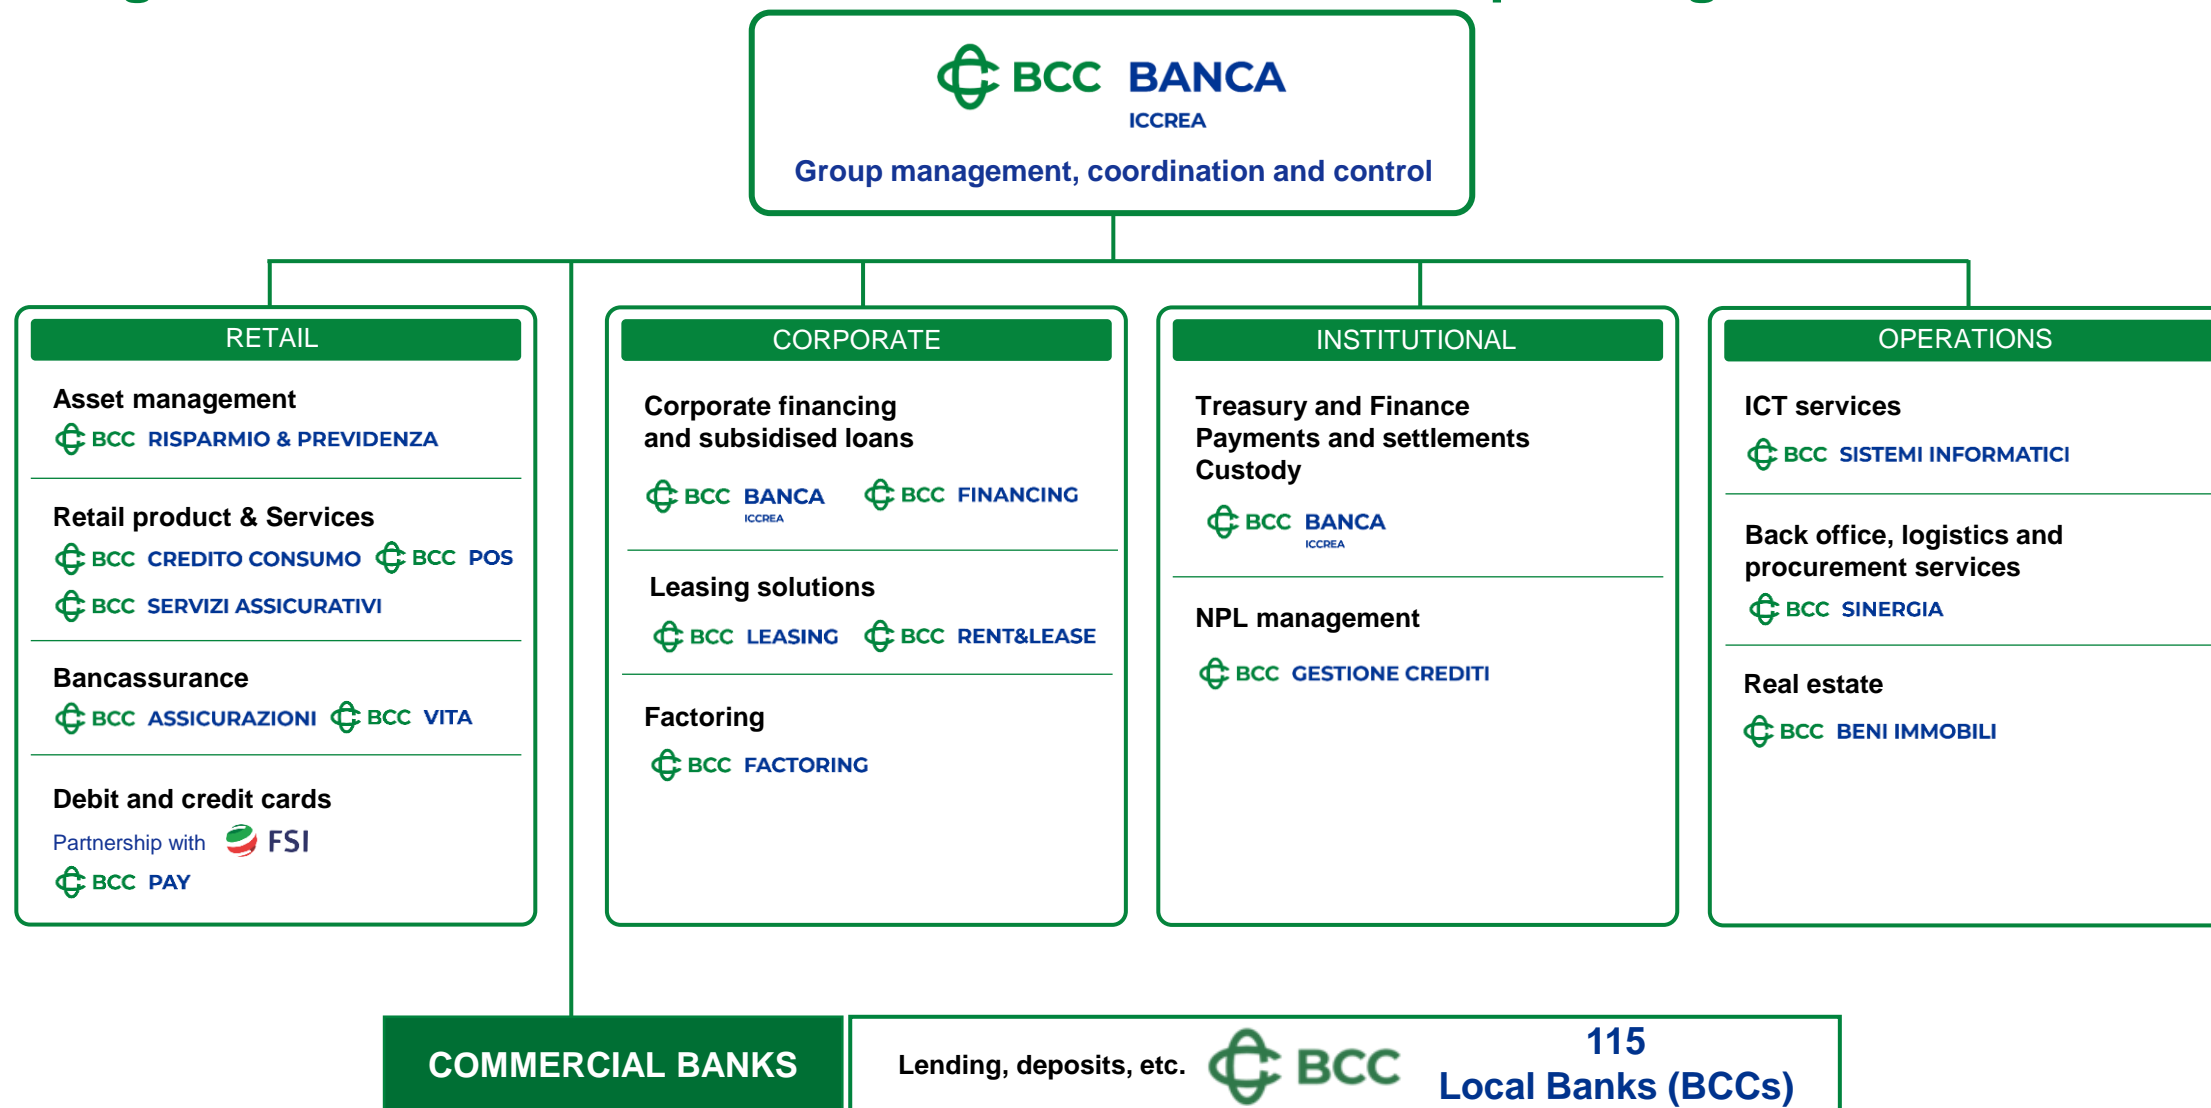 BCC BANCA
ICCREA
Group management, coordination and control
RETAIL
Asset management
BCC RISPARMIO & PREVIDENZA
Retail product & Services
BCC CREDITO CONSUMO BCC POS
BCC SERVIZI ASSICURATIVI
Bancassurance
BCC ASSICURAZIONI BCC VITA
Debit and credit cards
Partnership with FSI
BCC PAY
CORPORATE
Corporate financing
and subsidised loans
BCC BANCA ICCREA BCC FINANCING
Leasing solutions
BCC LEASING BCC RENT&LEASE
Factoring
BCC FACTORING
INSTITUTIONAL
Treasury and Finance
Payments and settlements
Custody
BCC BANCA
ICCREA
NPL management
BCC GESTIONE CREDITI
OPERATIONS
ICT services
BCC SISTEMI INFORMATICI
Back office, logistics and
procurement services
BCC SINERGIA
Real estate
BCC BENI IMMOBILI
COMMERCIAL BANKS
Lending, deposits, etc. BCC
115
Local Banks (BCCs)